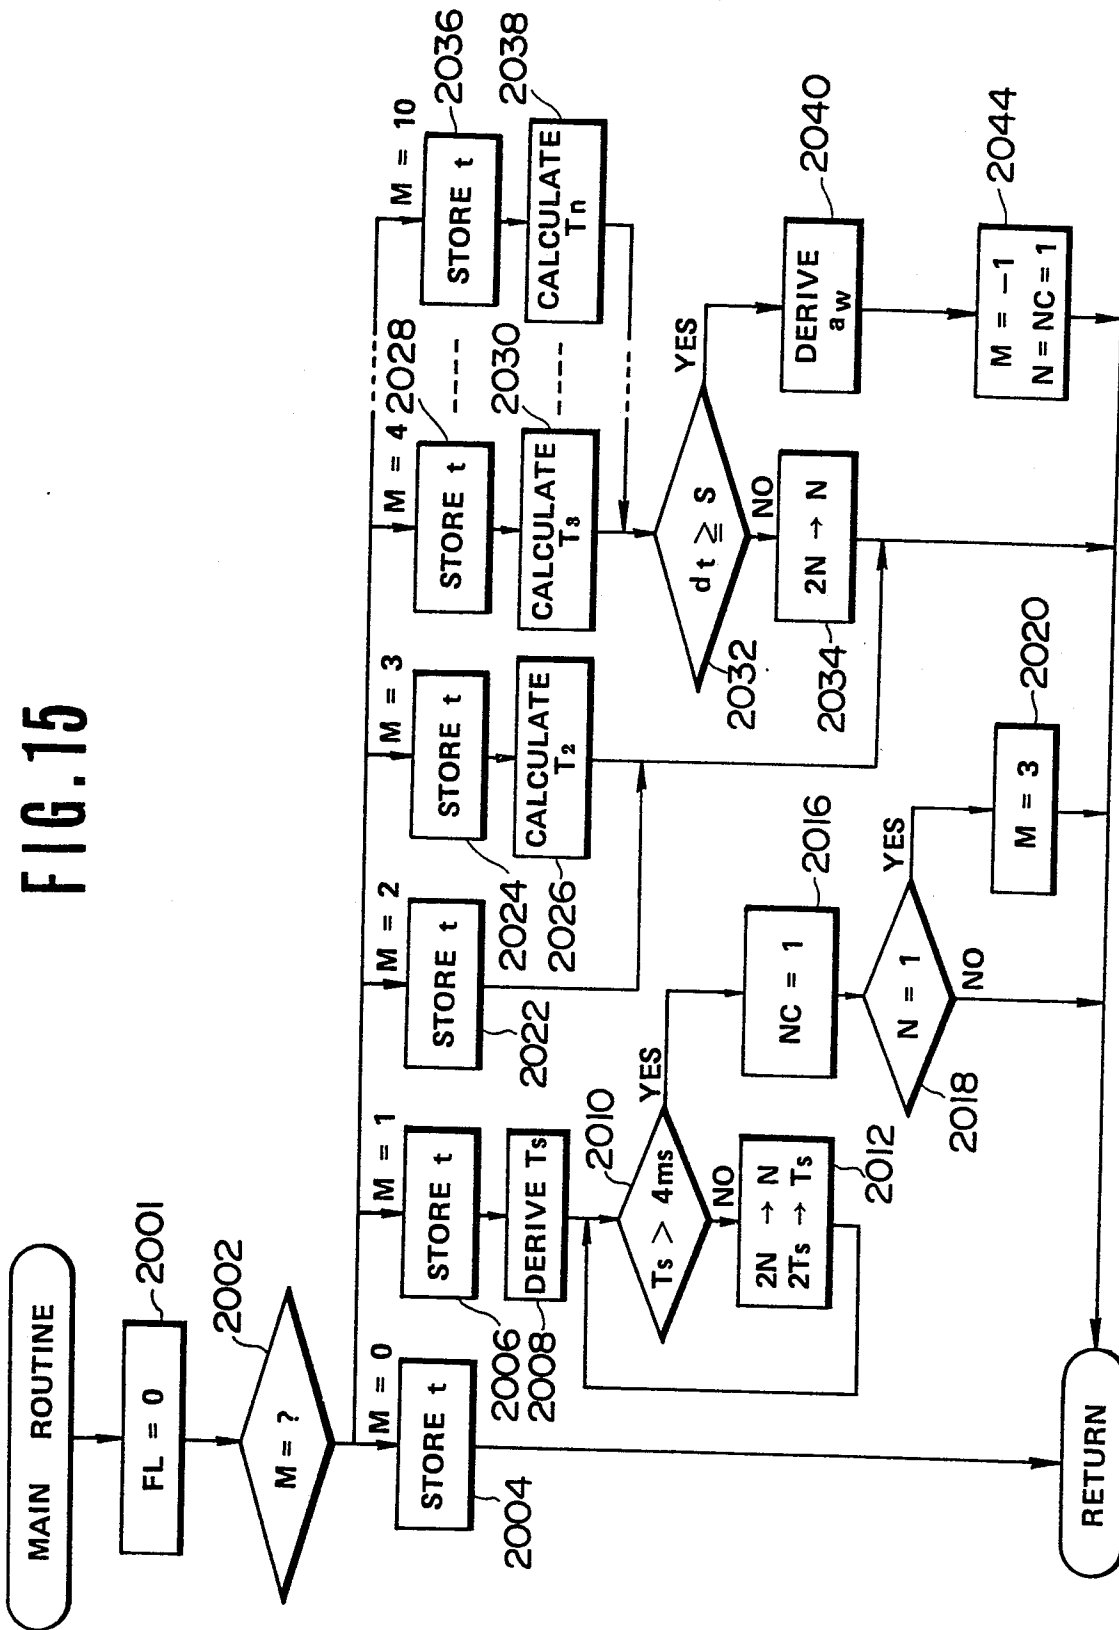 FIG.15
MAIN ROUTINE
FL = 0
2001
M = ?
2002
M = 0
STORE t
2004
M = 1
STORE t
2006
DERIVE Ts
2008
Ts > 4ms
2010
YES
NO
2N → N
2Ts → Ts
2012
NC = 1
2016
N = 1
2018
YES
NO
M = 3
2020
M = 2
STORE t
2022
M = 3
STORE t
2024
CALCULATE
T2
2026
M = 4
STORE t
2028
CALCULATE
T3
2030
dt ≧ S
2032
YES
NO
2N → N
2034
M = 10
STORE t
2036
CALCULATE
Tn
2038
DERIVE
aw
2040
M = −1
N = NC = 1
2044
RETURN